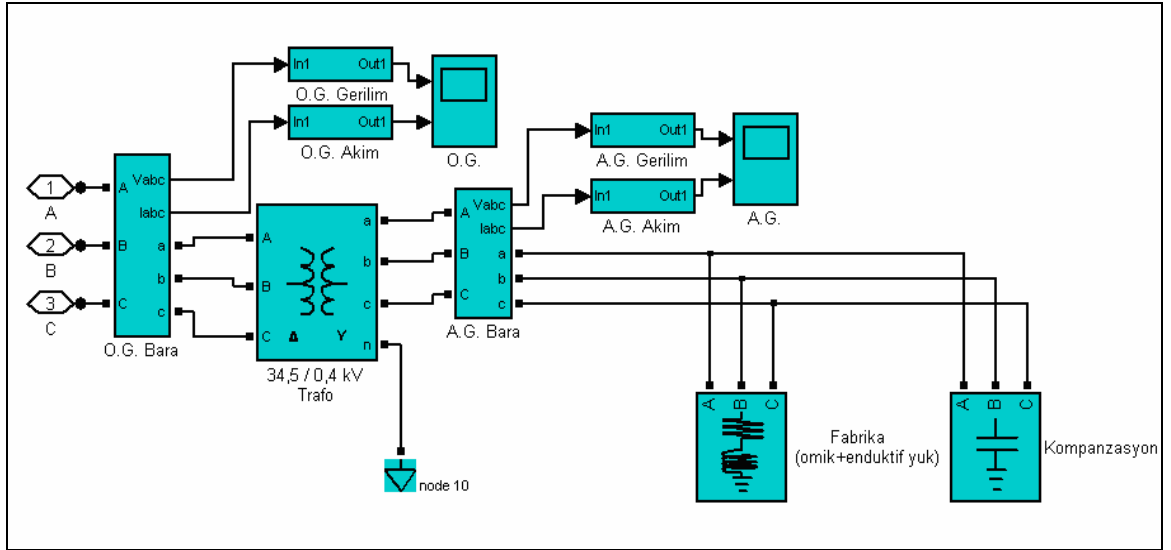 In1 Out1
O.G. Gerilim
In1 Out1
O.G. Akim
O.G.
In1 Out1
A.G. Gerilim
In1 Out1
A.G. Akim
A.G.
1
A
2
B
3
C
A Vabc
Iabc
B a
b
C c
O.G. Bara
A a
B b
C c
Δ Y n
34,5 / 0,4 kV
Trafo
node 10
A Vabc
Iabc
B a
b
C c
A.G. Bara
A B C
Fabrika
(omik+enduktif yuk)
A B C
Kompanzasyon